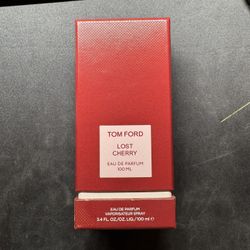 TOM FORD
LOST
CHERRY
EAU DE PARFUM
100 ML
EAU DE PARFUM
VAPORISATEUR SPRAY
3.4 FL.OZ./OZ.LIQ./100 ml ℮